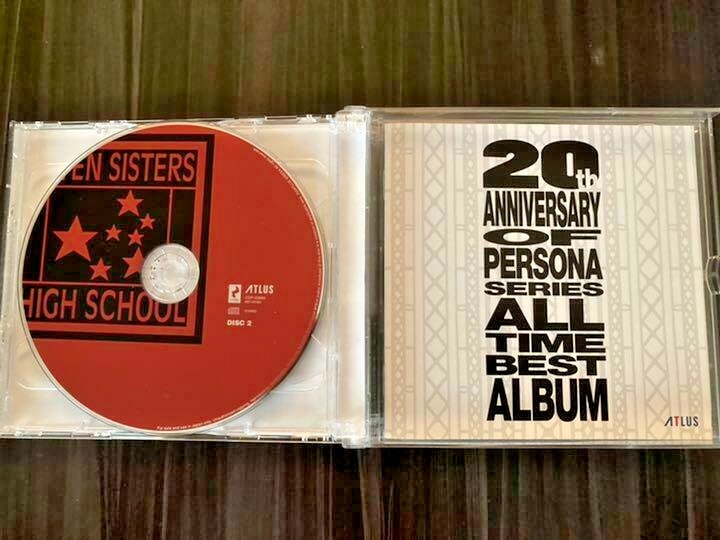 EN SISTERS
HIGH SCHOOL
ATLUS
DISC 2
20th
ANNIVERSARY
OF
PERSONA
SERIES
ALL
TIME
BEST
ALBUM
ATLUS